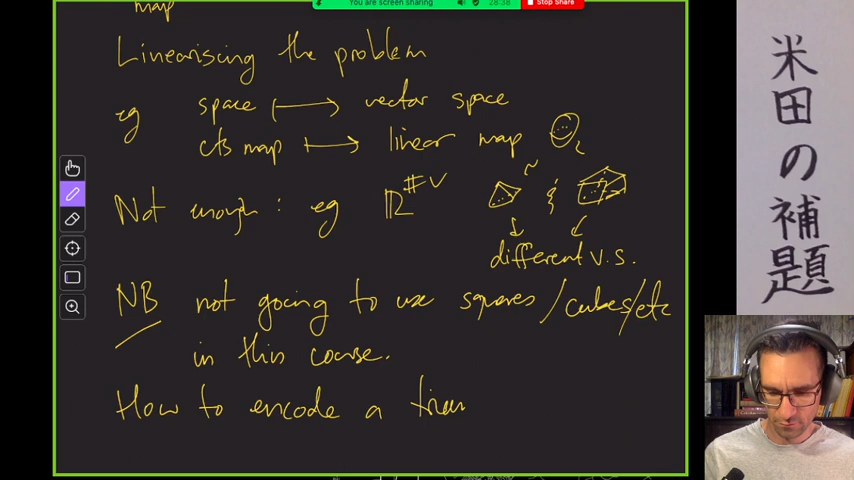 map
You are screen sharing
28:38
Stop Share
Linearising the problem
eg space ⟼ vector space
cts map ⟼ linear map
Not enough : eg ℝ^#V
~
&
different v.s.
NB not going to use squares/cubes/etc
in this course.
How to encode a trian
米田の補題